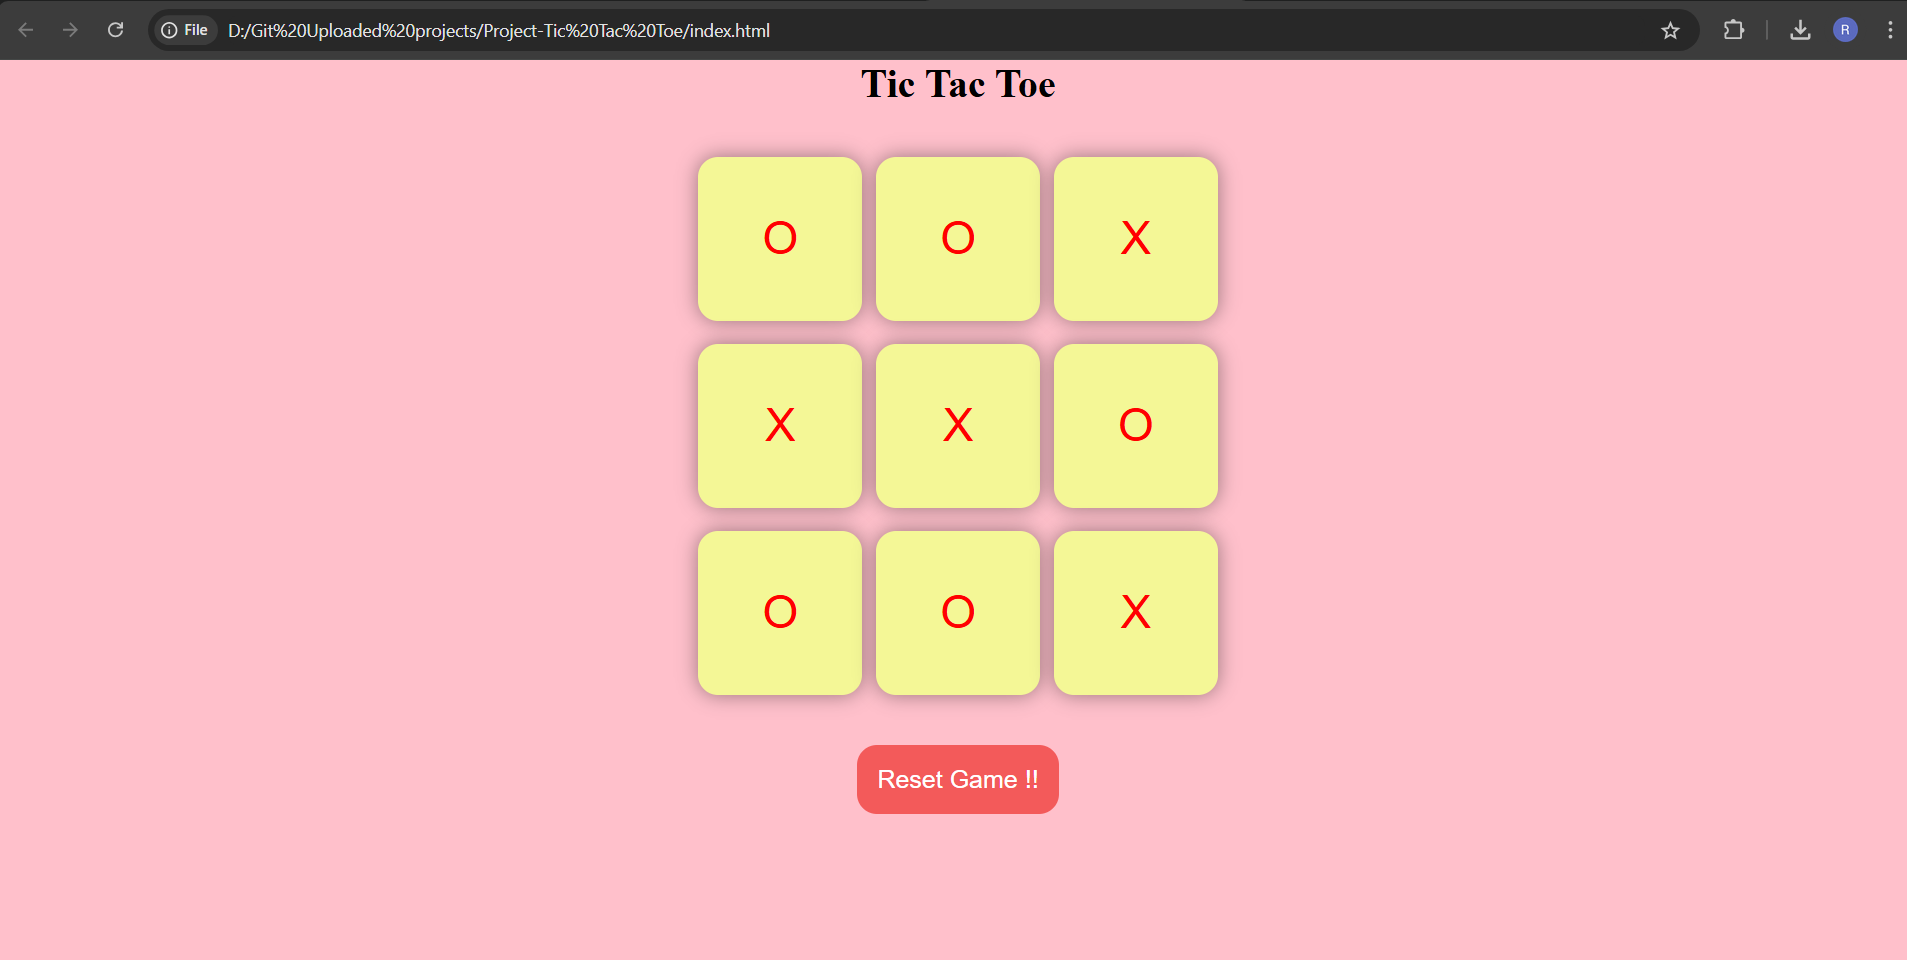 File D:/Git%20Uploaded%20projects/Project-Tic%20Tac%20Toe/index.html R
Tic Tac Toe
O O X
X X O
O O X
Reset Game !!